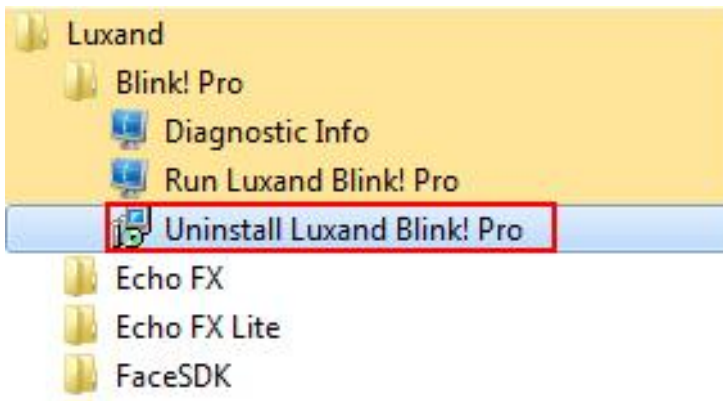 Luxand
Blink! Pro
Diagnostic Info
Run Luxand Blink! Pro
Uninstall Luxand Blink! Pro
Echo FX
Echo FX Lite
FaceSDK